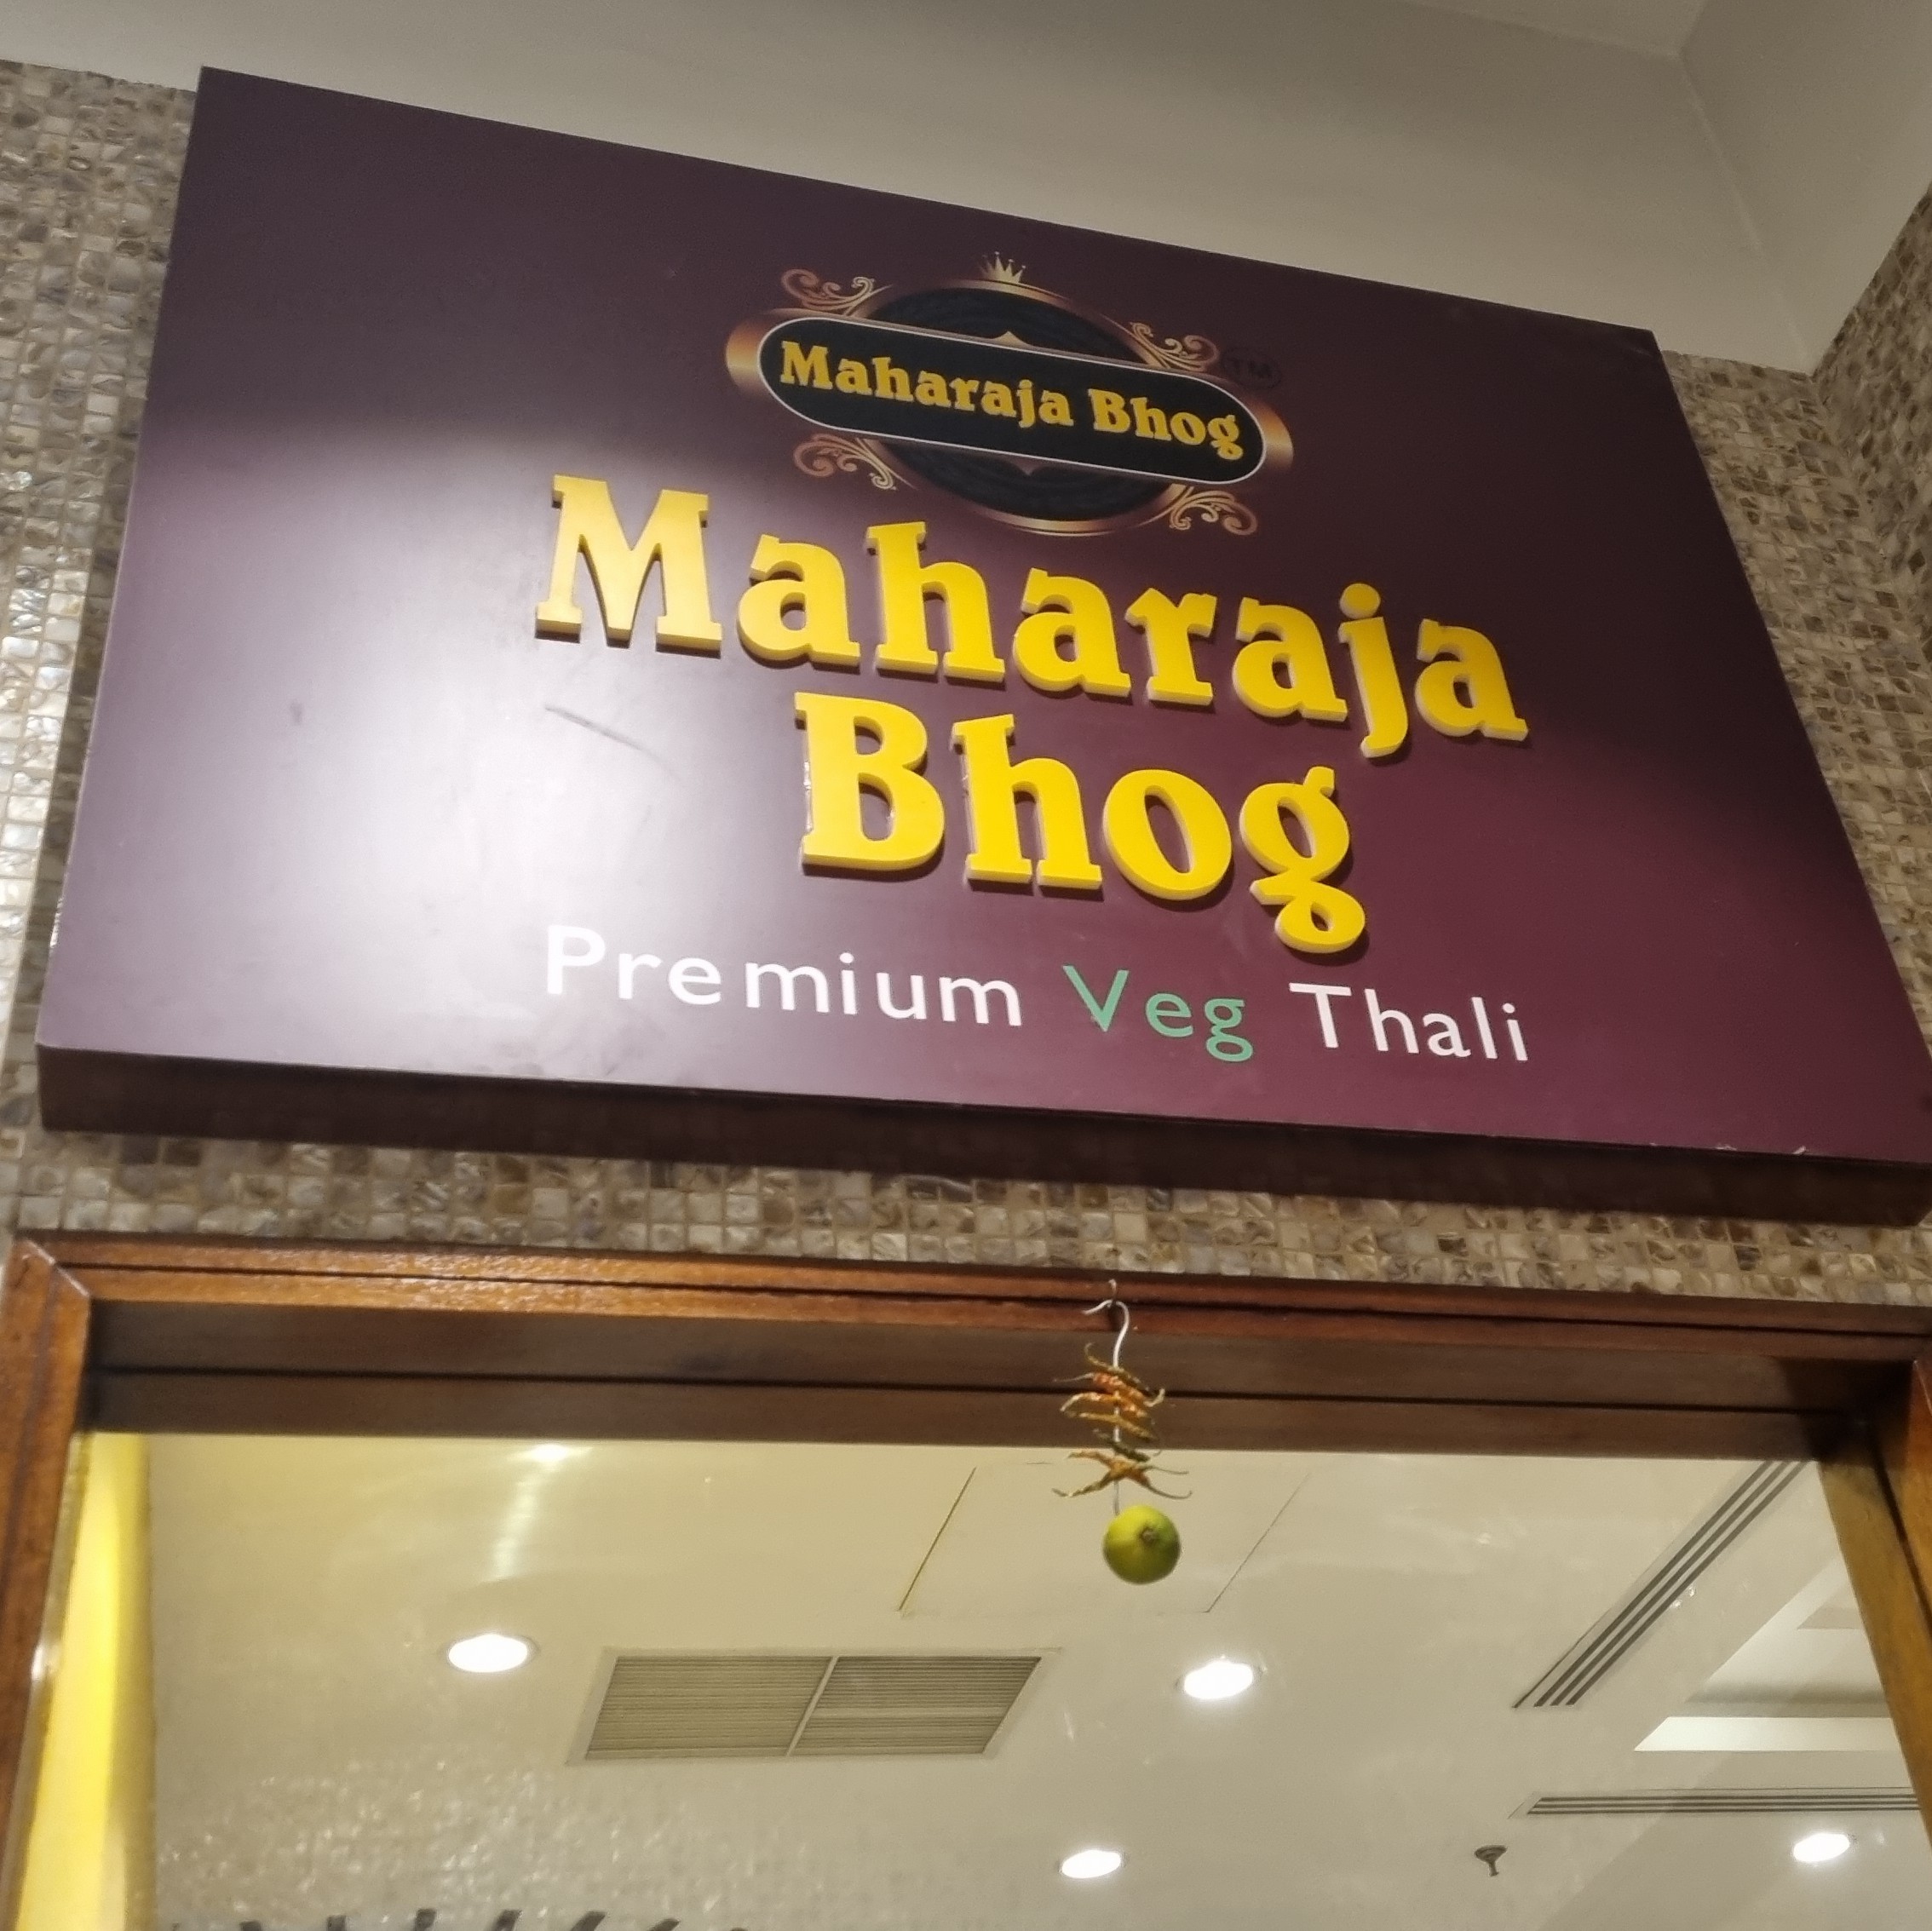 Maharaja Bhog
TM
Maharaja
Bhog
Premium Veg Thali